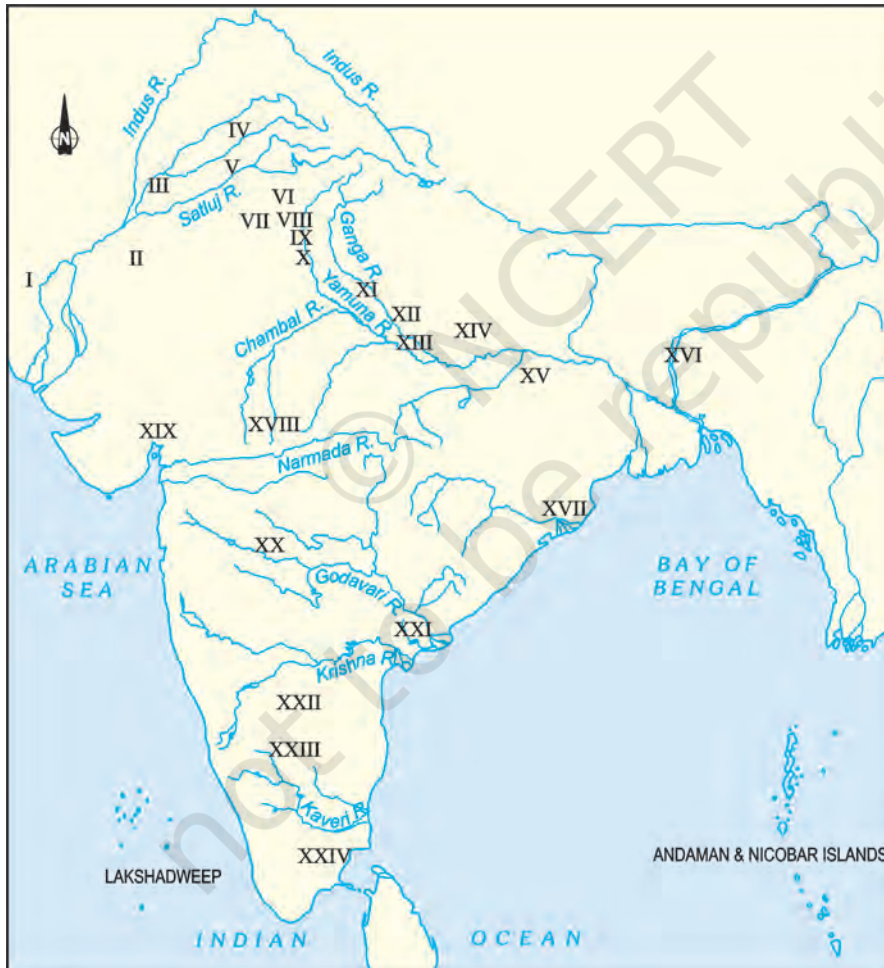 Indus R.
Indus R.
N
IV
V
III
Satluj R.
VI
VII
VIII
IX
X
Ganga R.
II
I
XI
Yamuna R.
XII
Chambal R.
XIII
XIV
XV
XVI
XVIII
XIX
Narmada R.
XVII
XX
ARABIAN
SEA
BAY OF
BENGAL
Godavari R.
XXI
Krishna R.
XXII
XXIII
Kaveri R.
XXIV
LAKSHADWEEP
ANDAMAN & NICOBAR ISLANDS
INDIAN OCEAN
© NCERT
not to be republi